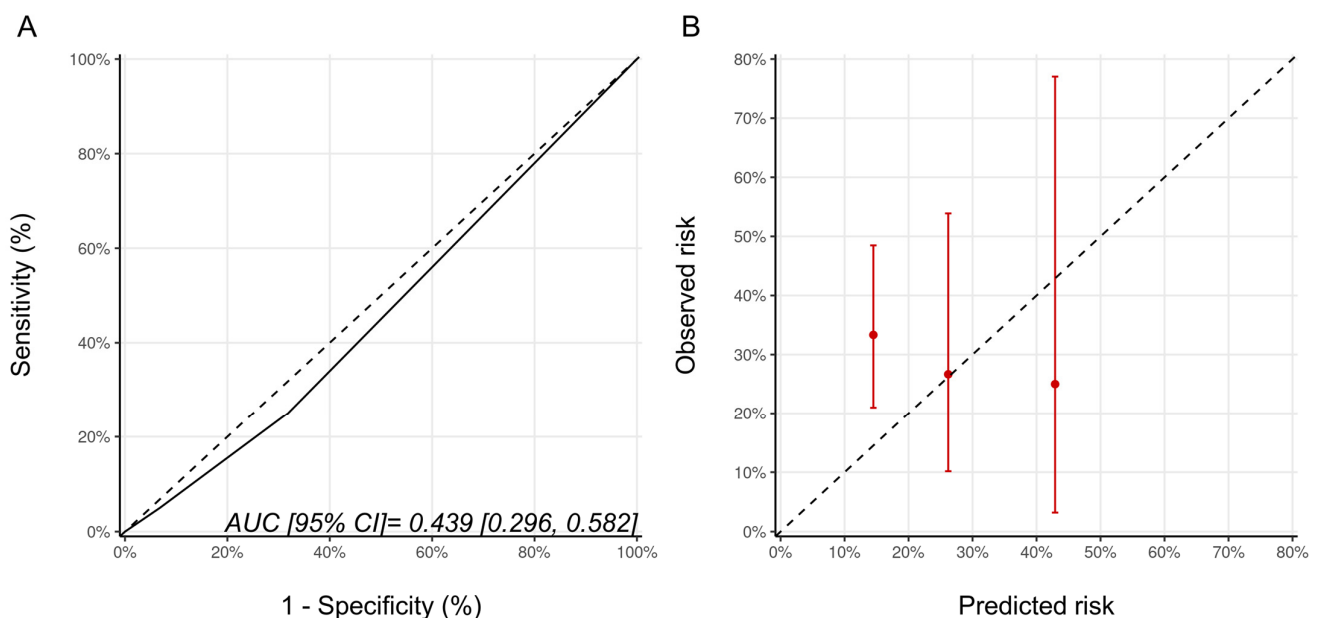 A
100%
80%
60%
40%
20%
0%
Sensitivity (%)
AUC [95% CI]= 0.439 [0.296, 0.582]
0% 20% 40% 60% 80% 100%
1 - Specificity (%)
B
80%
70%
60%
50%
40%
30%
20%
10%
0%
Observed risk
0% 10% 20% 30% 40% 50% 60% 70% 80%
Predicted risk